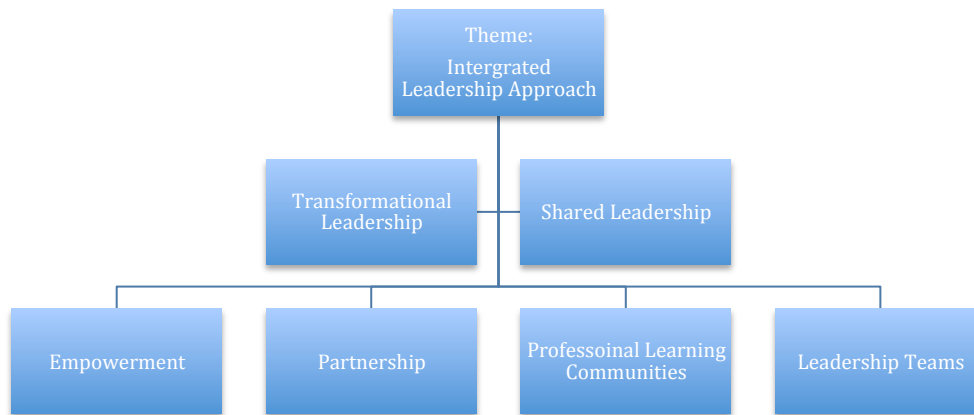 Theme:
Intergrated
Leadership Approach
Transformational
Leadership
Shared Leadership
Empowerment
Partnership
Professoinal Learning
Communities
Leadership Teams